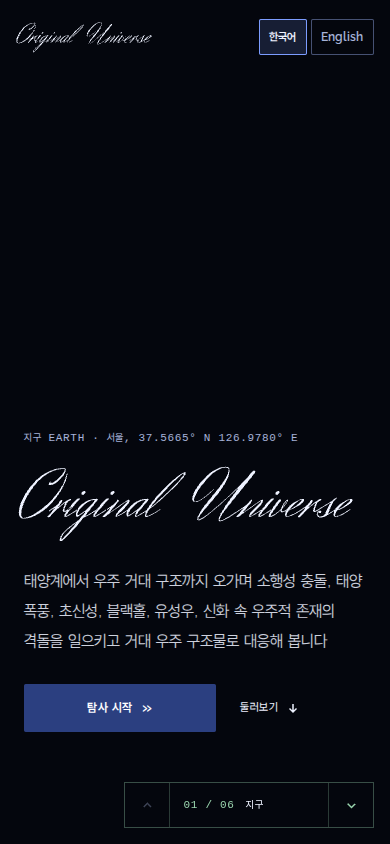 Original Universe
한국어 English
지구 EARTH · 서울, 37.5665° N 126.9780° E
Original Universe
태양계에서 우주 거대 구조까지 오가며 소행성 충돌, 태양
폭풍, 초신성, 블랙홀, 유성우, 신화 속 우주적 존재의
격돌을 일으키고 거대 우주 구조물로 대응해 봅니다
탐사 시작 »
둘러보기 ↓
01 / 06 지구